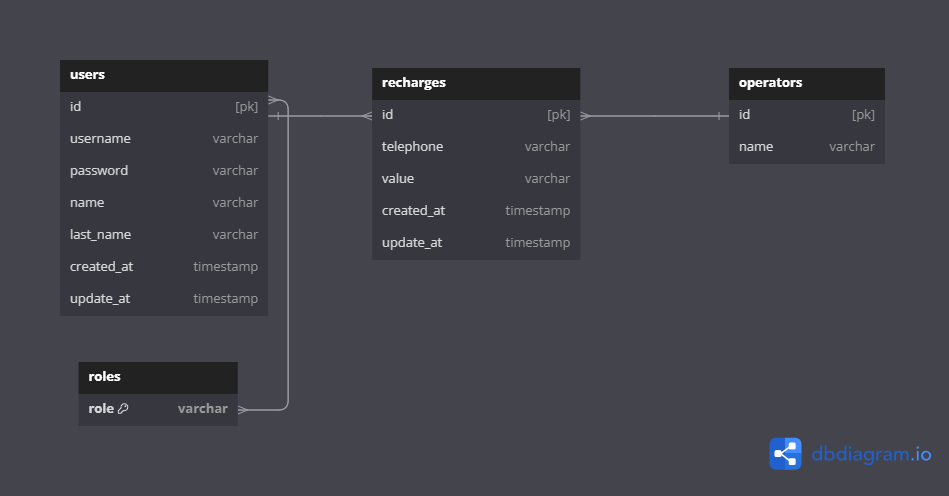 users
id [pk]
username varchar
password varchar
name varchar
last_name varchar
created_at timestamp
update_at timestamp
recharges
id [pk]
telephone varchar
value varchar
created_at timestamp
update_at timestamp
operators
id [pk]
name varchar
roles
role varchar
dbdiagram.io